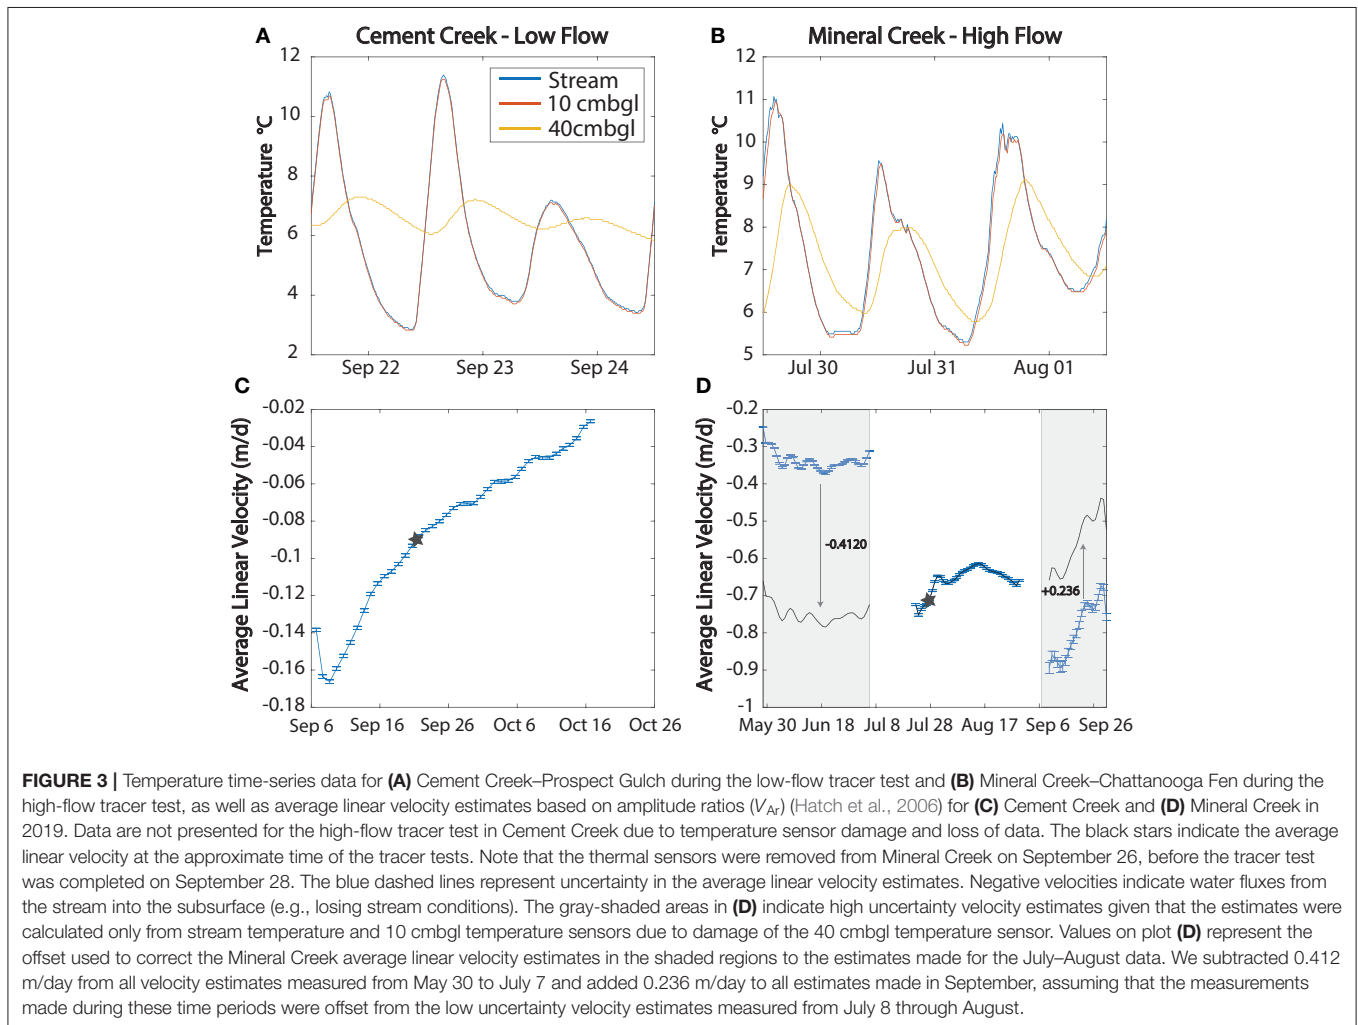 A
Cement Creek - Low Flow
12
10
8
6
4
2
Temperature °C
Stream
10 cmbgl
40cmbgl
Sep 22
Sep 23
Sep 24
B
Mineral Creek - High Flow
12
11
10
9
8
7
6
5
Temperature °C
Jul 30
Jul 31
Aug 01
C
-0.02
-0.04
-0.06
-0.08
-0.1
-0.12
-0.14
-0.16
-0.18
Average Linear Velocity (m/d)
Sep 6
Sep 16
Sep 26
Oct 6
Oct 16
Oct 26
D
-0.2
-0.3
-0.4
-0.5
-0.6
-0.7
-0.8
-0.9
-1
Average Linear Velocity (m/d)
-0.4120
+0.236
May 30
Jun 18
Jul 8
Jul 28
Aug 17
Sep 6
Sep 26
FIGURE 3 | Temperature time-series data for (A) Cement Creek–Prospect Gulch during the low-flow tracer test and (B) Mineral Creek–Chattanooga Fen during the
high-flow tracer test, as well as average linear velocity estimates based on amplitude ratios (VAr) (Hatch et al., 2006) for (C) Cement Creek and (D) Mineral Creek in
2019. Data are not presented for the high-flow tracer test in Cement Creek due to temperature sensor damage and loss of data. The black stars indicate the average
linear velocity at the approximate time of the tracer tests. Note that the thermal sensors were removed from Mineral Creek on September 26, before the tracer test
was completed on September 28. The blue dashed lines represent uncertainty in the average linear velocity estimates. Negative velocities indicate water fluxes from
the stream into the subsurface (e.g., losing stream conditions). The gray-shaded areas in (D) indicate high uncertainty velocity estimates given that the estimates were
calculated only from stream temperature and 10 cmbgl temperature sensors due to damage of the 40 cmbgl temperature sensor. Values on plot (D) represent the
offset used to correct the Mineral Creek average linear velocity estimates in the shaded regions to the estimates made for the July–August data. We subtracted 0.412
m/day from all velocity estimates measured from May 30 to July 7 and added 0.236 m/day to all estimates made in September, assuming that the measurements
made during these time periods were offset from the low uncertainty velocity estimates measured from July 8 through August.